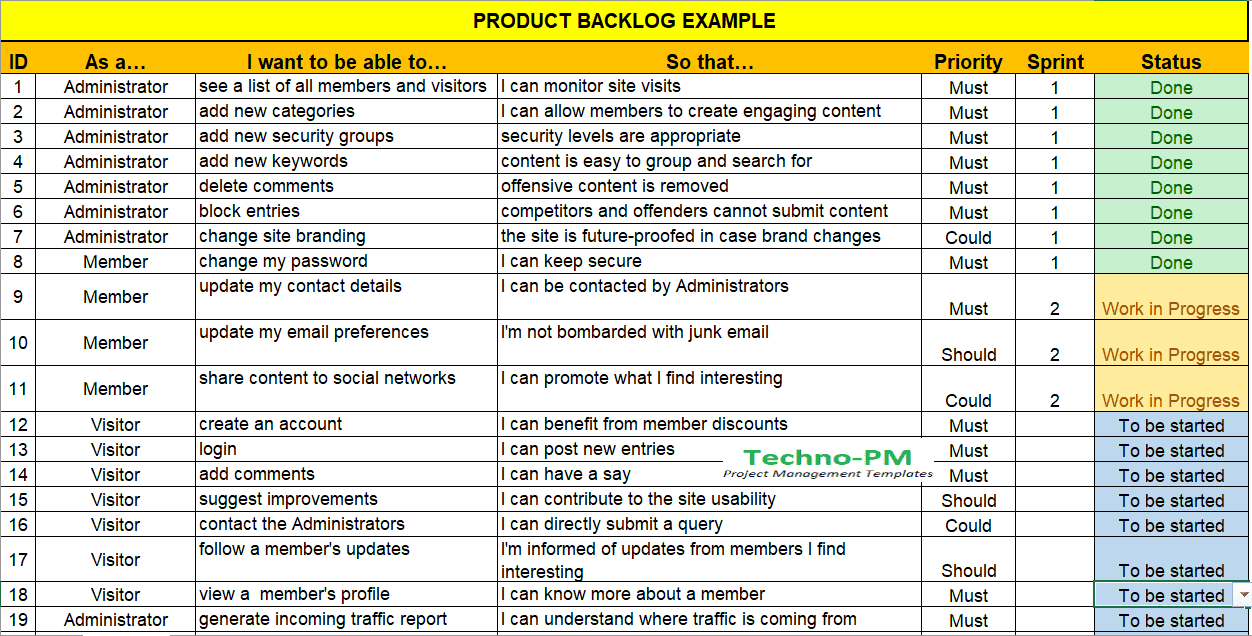 PRODUCT BACKLOG EXAMPLE
ID As a… I want to be able to… So that… Priority Sprint Status
1 Administrator see a list of all members and visitors I can monitor site visits Must 1 Done
2 Administrator add new categories I can allow members to create engaging content Must 1 Done
3 Administrator add new security groups security levels are appropriate Must 1 Done
4 Administrator add new keywords content is easy to group and search for Must 1 Done
5 Administrator delete comments offensive content is removed Must 1 Done
6 Administrator block entries competitors and offenders cannot submit content Must 1 Done
7 Administrator change site branding the site is future-proofed in case brand changes Could 1 Done
8 Member change my password I can keep secure Must 1 Done
9 Member update my contact details I can be contacted by Administrators Must 2 Work in Progress
10 Member update my email preferences I'm not bombarded with junk email Should 2 Work in Progress
11 Member share content to social networks I can promote what I find interesting Could 2 Work in Progress
12 Visitor create an account I can benefit from member discounts Must To be started
13 Visitor login I can post new entries Must To be started
14 Visitor add comments I can have a say Must To be started
Techno-PM
Project Management Templates
15 Visitor suggest improvements I can contribute to the site usability Should To be started
16 Visitor contact the Administrators I can directly submit a query Could To be started
17 Visitor follow a member's updates I'm informed of updates from members I find
interesting Should To be started
18 Visitor view a  member's profile I can know more about a member Must To be started
19 Administrator generate incoming traffic report I can understand where traffic is coming from Must To be started